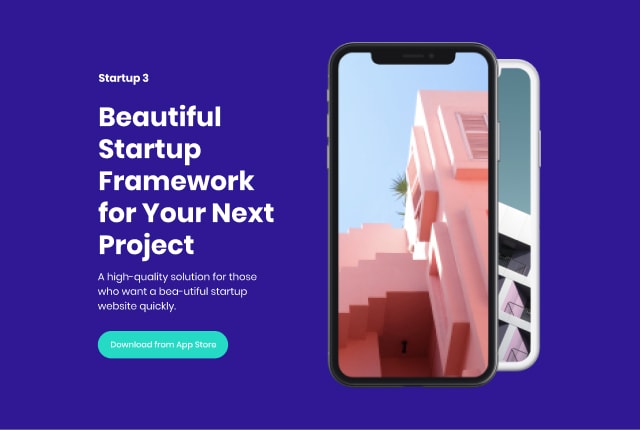 Startup 3
Beautiful
Startup
Framework
for Your Next
Project
A high-quality solution for those
who want a bea-utiful startup
website quickly.
Download from App Store